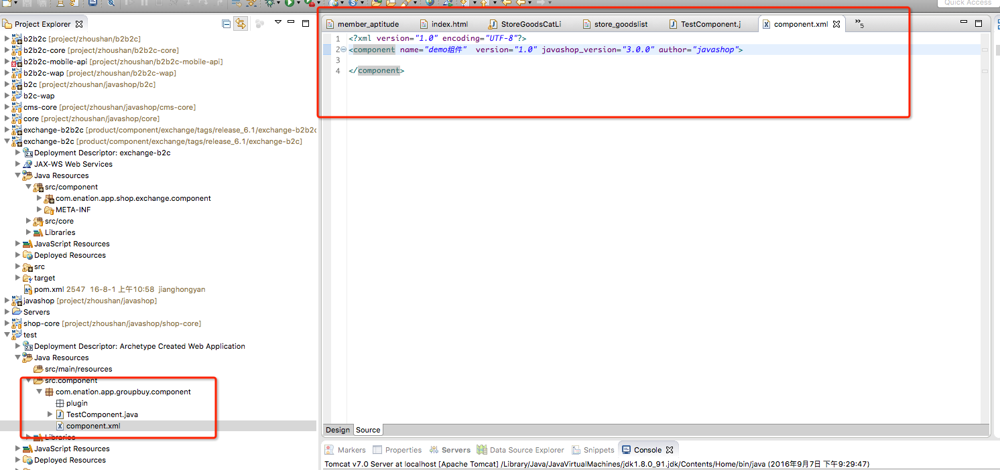 Quick Access
Project Explorer
b2b2c [project/zhoushan/b2b2c]
b2b2c-core [project/zhoushan/b2b2c-core]
b2b2c-mobile-api [project/zhoushan/b2b2c-mobile-api]
b2b2c-wap [project/zhoushan/b2b2c-wap]
b2c [project/zhoushan/javashop/b2c]
b2c-wap
cms-core [project/zhoushan/javashop/cms-core]
core [project/zhoushan/javashop/core]
exchange-b2b2c [product/component/exchange/tags/release_6.1/exchange-b2b2c
exchange-b2c [product/component/exchange/tags/release_6.1/exchange-b2c]
Deployment Descriptor: exchange-b2c
JAX-WS Web Services
Java Resources
src/component
com.enation.app.shop.exchange.component
META-INF
src/core
Libraries
JavaScript Resources
Deployed Resources
src
target
pom.xml 2547 16-8-1 上午10:58 jianghongyan
javashop [project/zhoushan/javashop]
Servers
shop-core [project/zhoushan/javashop/shop-core]
test
Deployment Descriptor: Archetype Created Web Application
Java Resources
src/main/resources
src.component
com.enation.app.groupbuy.component
plugin
TestComponent.java
component.xml
Libraries
JavaScript Resources
Deployed Resources
member_aptitude index.html StoreGoodsCatLi store_goodslist TestComponent.j component.xml »5
1 <?xml version="1.0" encoding="UTF-8"?>
2 <component name="demo组件" version="1.0" javashop_version="3.0.0" author="javashop">
3
4 </component>
Design Source
Markers Properties Servers Data Source Explorer Snippets Console
Tomcat v7.0 Server at localhost [Apache Tomcat] /Library/Java/JavaVirtualMachines/jdk1.8.0_91.jdk/Contents/Home/bin/java (2016年9月7日 下午9:29:47)